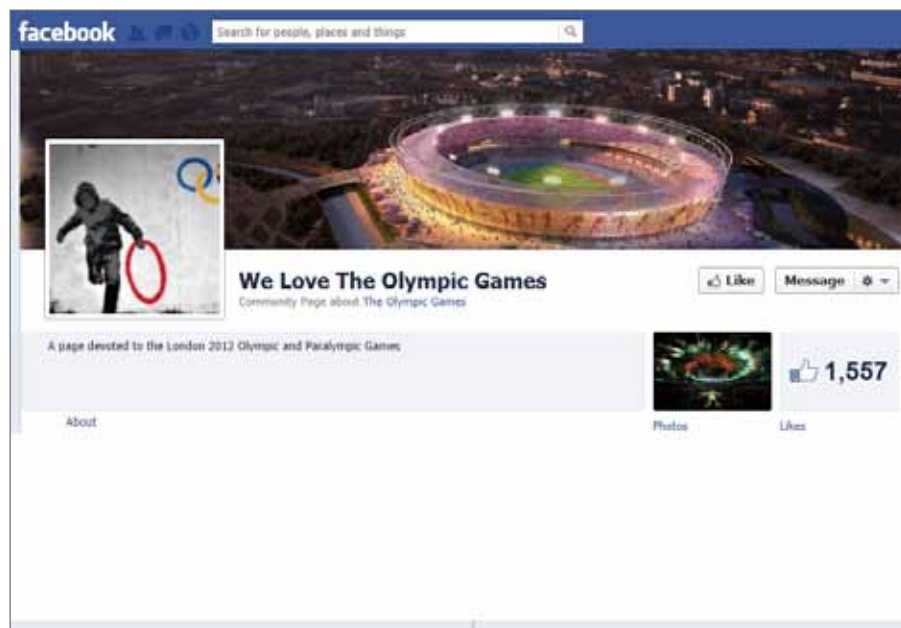 facebook
Search for people, places and things
We Love The Olympic Games
Like
Message
Community Page about The Olympic Games
A page devoted to the London 2012 Olympic and Paralympic Games
1,557
About
Photos
Likes